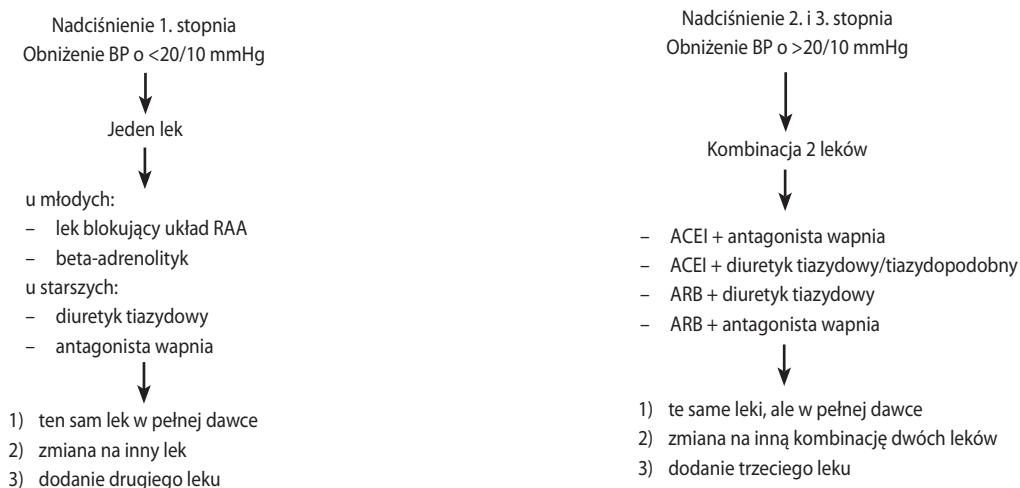 Nadciśnienie 1. stopnia
Obniżenie BP o <20/10 mmHg
Jeden lek
u młodych:
– lek blokujący układ RAA
– beta-adrenolityk
u starszych:
– diuretyk tiazydowy
– antagonista wapnia
1) ten sam lek w pełnej dawce
2) zmiana na inny lek
3) dodanie drugiego leku
Nadciśnienie 2. i 3. stopnia
Obniżenie BP o >20/10 mmHg
Kombinacja 2 leków
– ACEI + antagonista wapnia
– ACEI + diuretyk tiazydowy/tiazydopodobny
– ARB + diuretyk tiazydowy
– ARB + antagonista wapnia
1) te same leki, ale w pełnej dawce
2) zmiana na inną kombinację dwóch leków
3) dodanie trzeciego leku